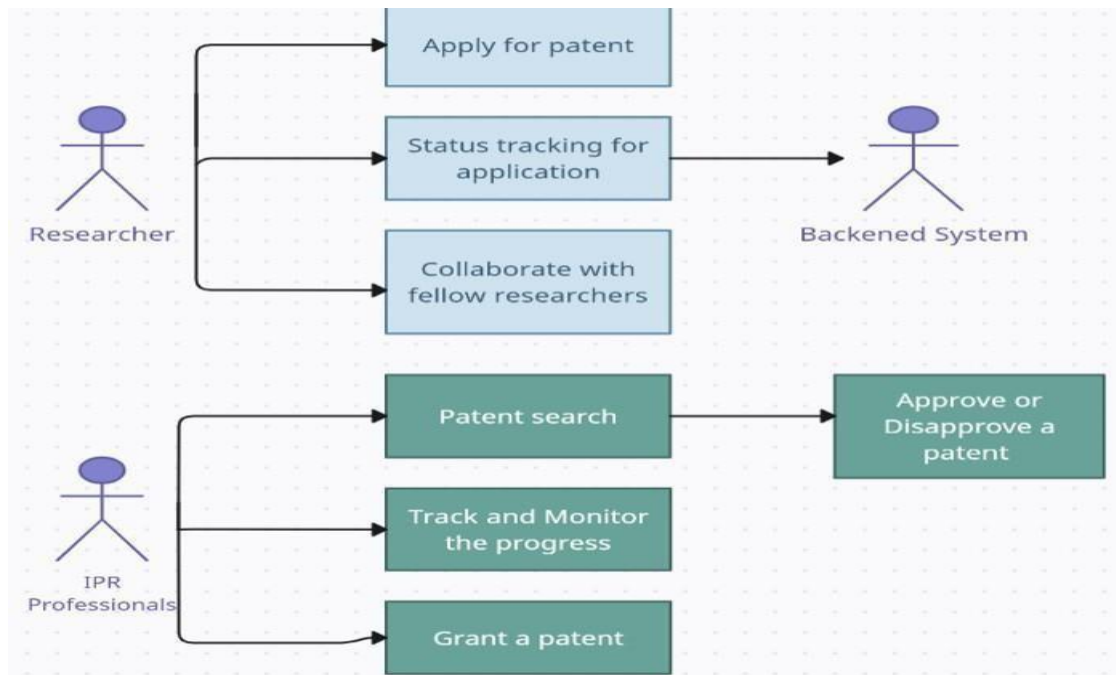 Apply for patent
Status tracking for
application
Researcher
Backened System
Collaborate with
fellow researchers
Patent search
Approve or
Disapprove a
patent
Track and Monitor
the progress
IPR
Professionals
Grant a patent